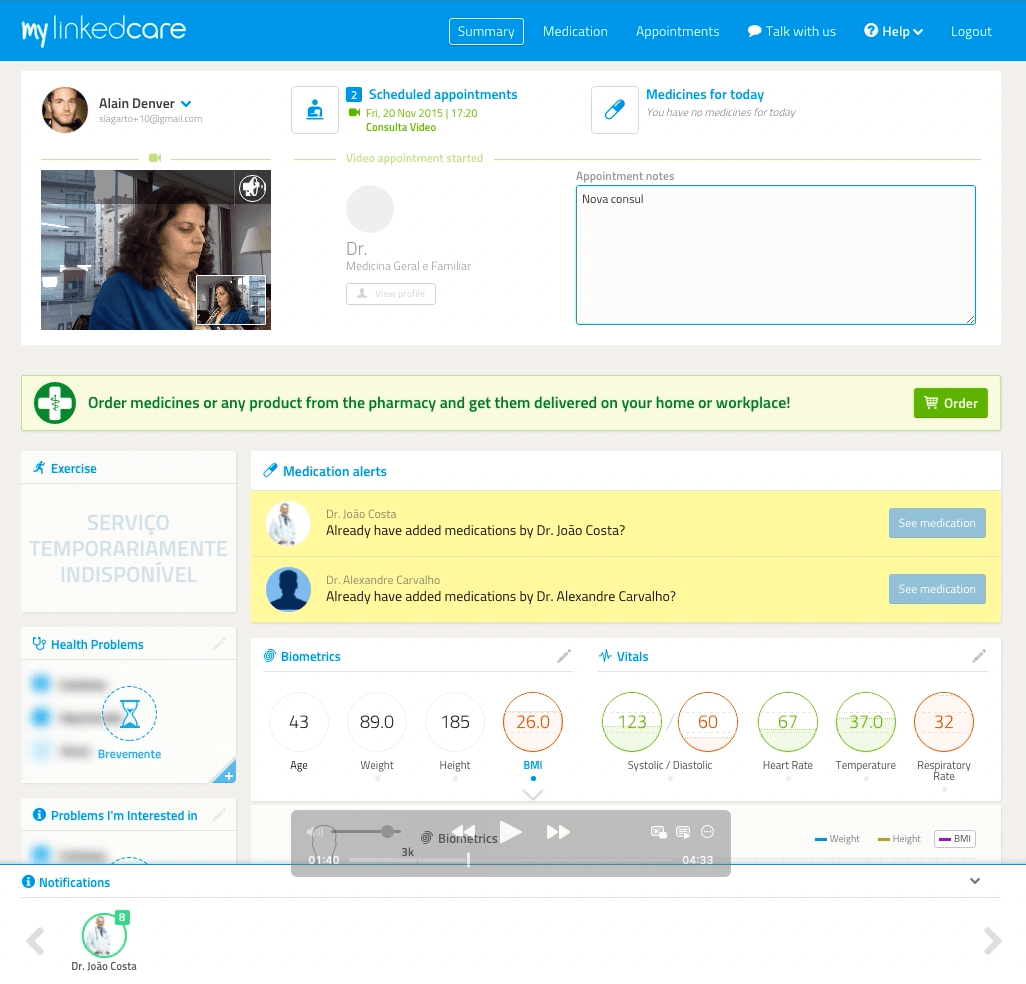 mylinkedcare
Summary
Medication
Appointments
Talk with us
Help
Logout
Alain Denver
slagarto+10@gmail.com
2 Scheduled appointments
Fri, 20 Nov 2015 | 17:20
Consulta Video
Medicines for today
You have no medicines for today
Video appointment started
Dr.
Medicina Geral e Familiar
View profile
Appointment notes
Nova consul
Order medicines or any product from the pharmacy and get them delivered on your home or workplace!
Order
Exercise
SERVIÇO
TEMPORARIAMENTE
INDISPONÍVEL
Medication alerts
Dr. João Costa
Already have added medications by Dr. João Costa?
See medication
Dr. Alexandre Carvalho
Already have added medications by Dr. Alexandre Carvalho?
See medication
Health Problems
Brevemente
Biometrics
43
89.0
185
26.0
Age
Weight
Height
BMI
Vitals
123 / 60
67
37.0
32
Systolic / Diastolic
Heart Rate
Temperature
Respiratory
Rate
Problems I'm Interested in
Biometrics
3k
Weight
Height
BMI
01:40
04:33
Notifications
8
Dr. João Costa